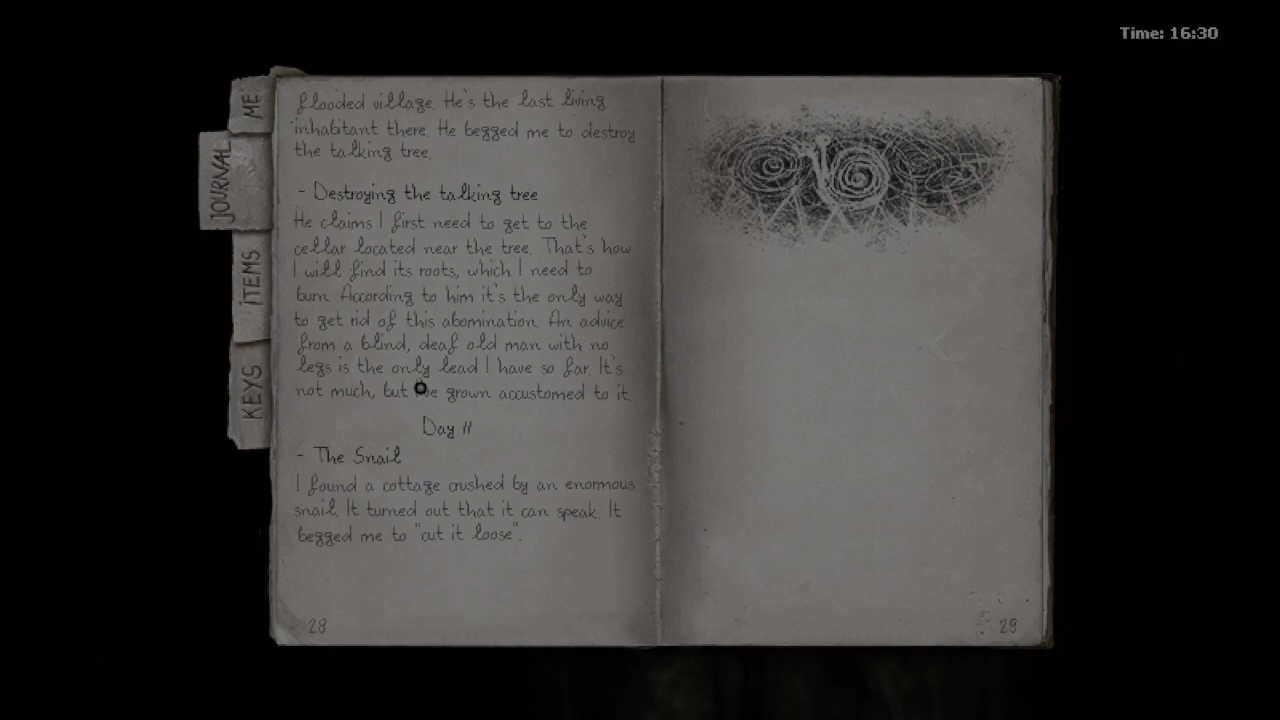 Time: 16:30
ME
JOURNAL
ITEMS
KEYS
flooded village. He's the last living
inhabitant there. He begged me to destroy
the talking tree.
- Destroying the talking tree
He claims I first need to get to the
cellar located near the tree. That's how
I will find its roots, which I need to
burn. According to him it's the only way
to get rid of this abomination. An advice
from a blind, deaf old man with no
legs is the only lead I have so far. It's
not much, but I've grown accustomed to it.
Day 11
- The Snail
I found a cottage crushed by an enormous
snail. It turned out that it can speak. It
begged me to "cut it loose".
28
29